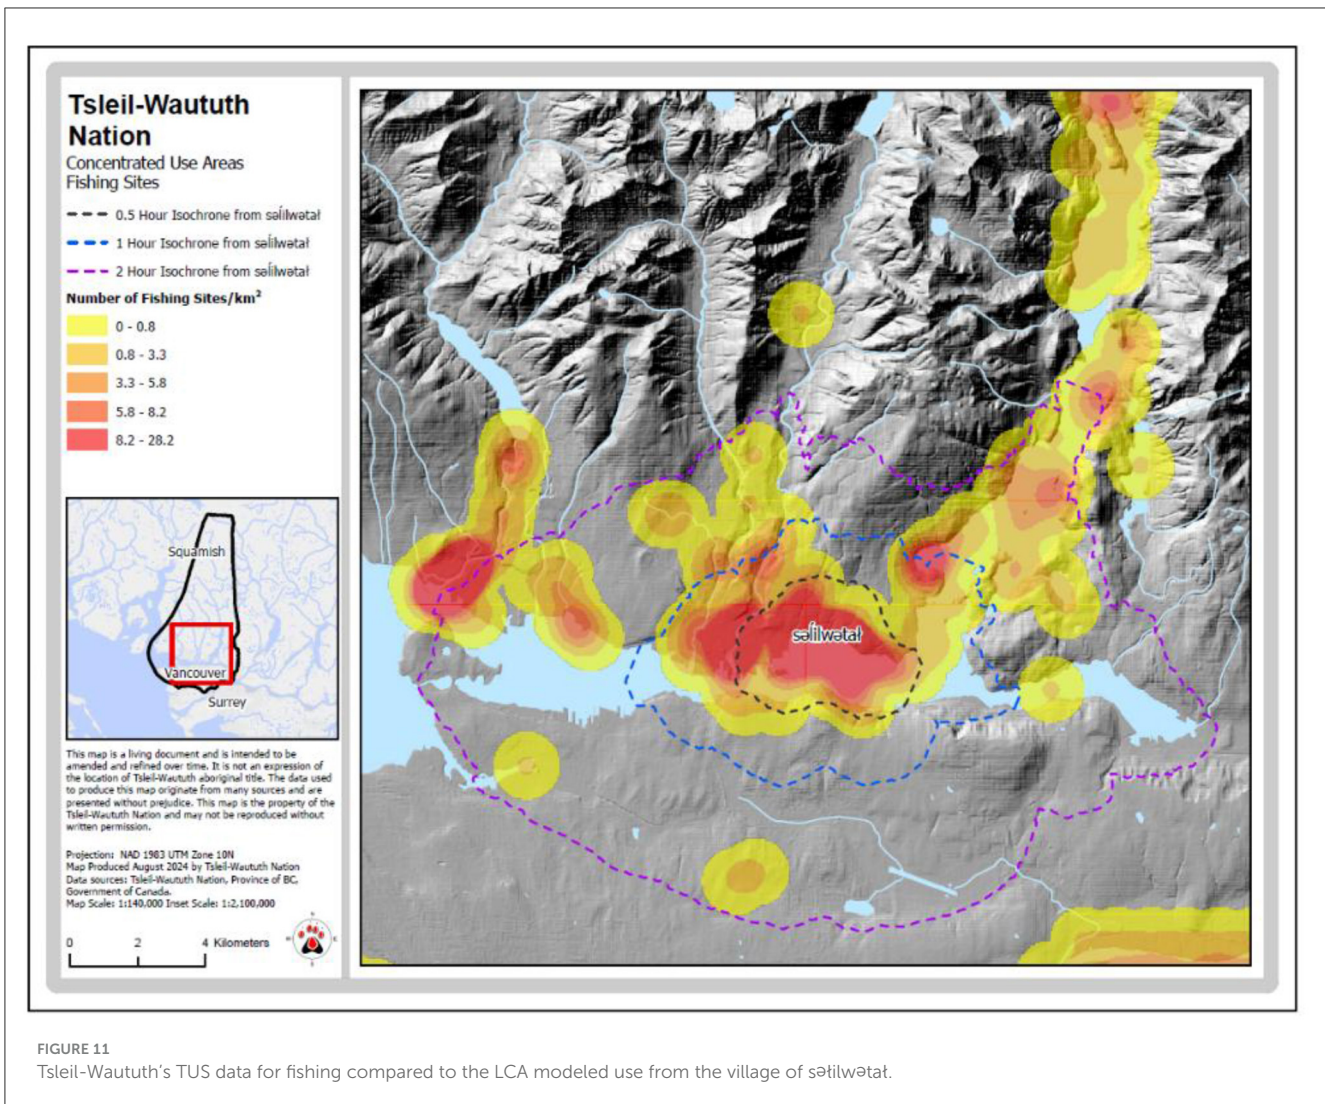 Tsleil-Waututh
Nation
Concentrated Use Areas
Fishing Sites
0.5 Hour Isochrone from səl̓ilwətaɬ
1 Hour Isochrone from səl̓ilwətaɬ
2 Hour Isochrone from səl̓ilwətaɬ
Number of Fishing Sites/km²
0 - 0.8
0.8 - 3.3
3.3 - 5.8
5.8 - 8.2
8.2 - 28.2
Squamish
Vancouver
Surrey
This map is a living document and is intended to be
amended and refined over time. It is not an expression of
the location of Tsleil-Waututh aboriginal title. The data used
to produce this map originate from many sources and are
presented without prejudice. This map is the property of the
Tsleil-Waututh Nation and may not be reproduced without
written permission.
Projection: NAD 1983 UTM Zone 10N
Map Produced August 2024 by Tsleil-Waututh Nation
Data sources: Tsleil-Waututh Nation, Province of BC,
Government of Canada.
Map Scale: 1:140,000 Inset Scale: 1:2,100,000
0 2 4 Kilometers
səl̓ilwətaɬ
FIGURE 11
Tsleil-Waututh's TUS data for fishing compared to the LCA modeled use from the village of səɬilwətaɬ.